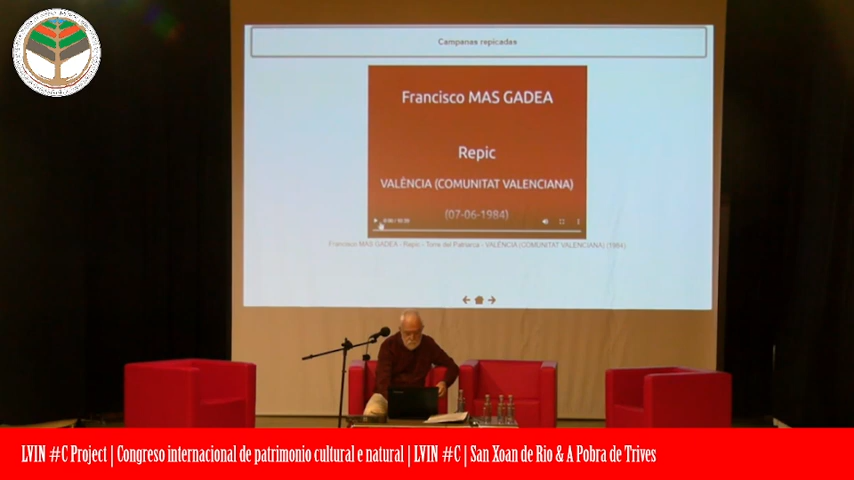 Campanas repicadas
Francisco MAS GADEA
Repic
VALÈNCIA (COMUNITAT VALENCIANA)
(07-06-1984)
Francisco MAS GADEA - Repic - Torre del Patriarca - VALÈNCIA (COMUNITAT VALENCIANA) (1984)
LVIN #C Project | Congreso internacional de patrimonio cultural e natural | LVIN #C | San Xoan de Rio & A Pobra de Trives